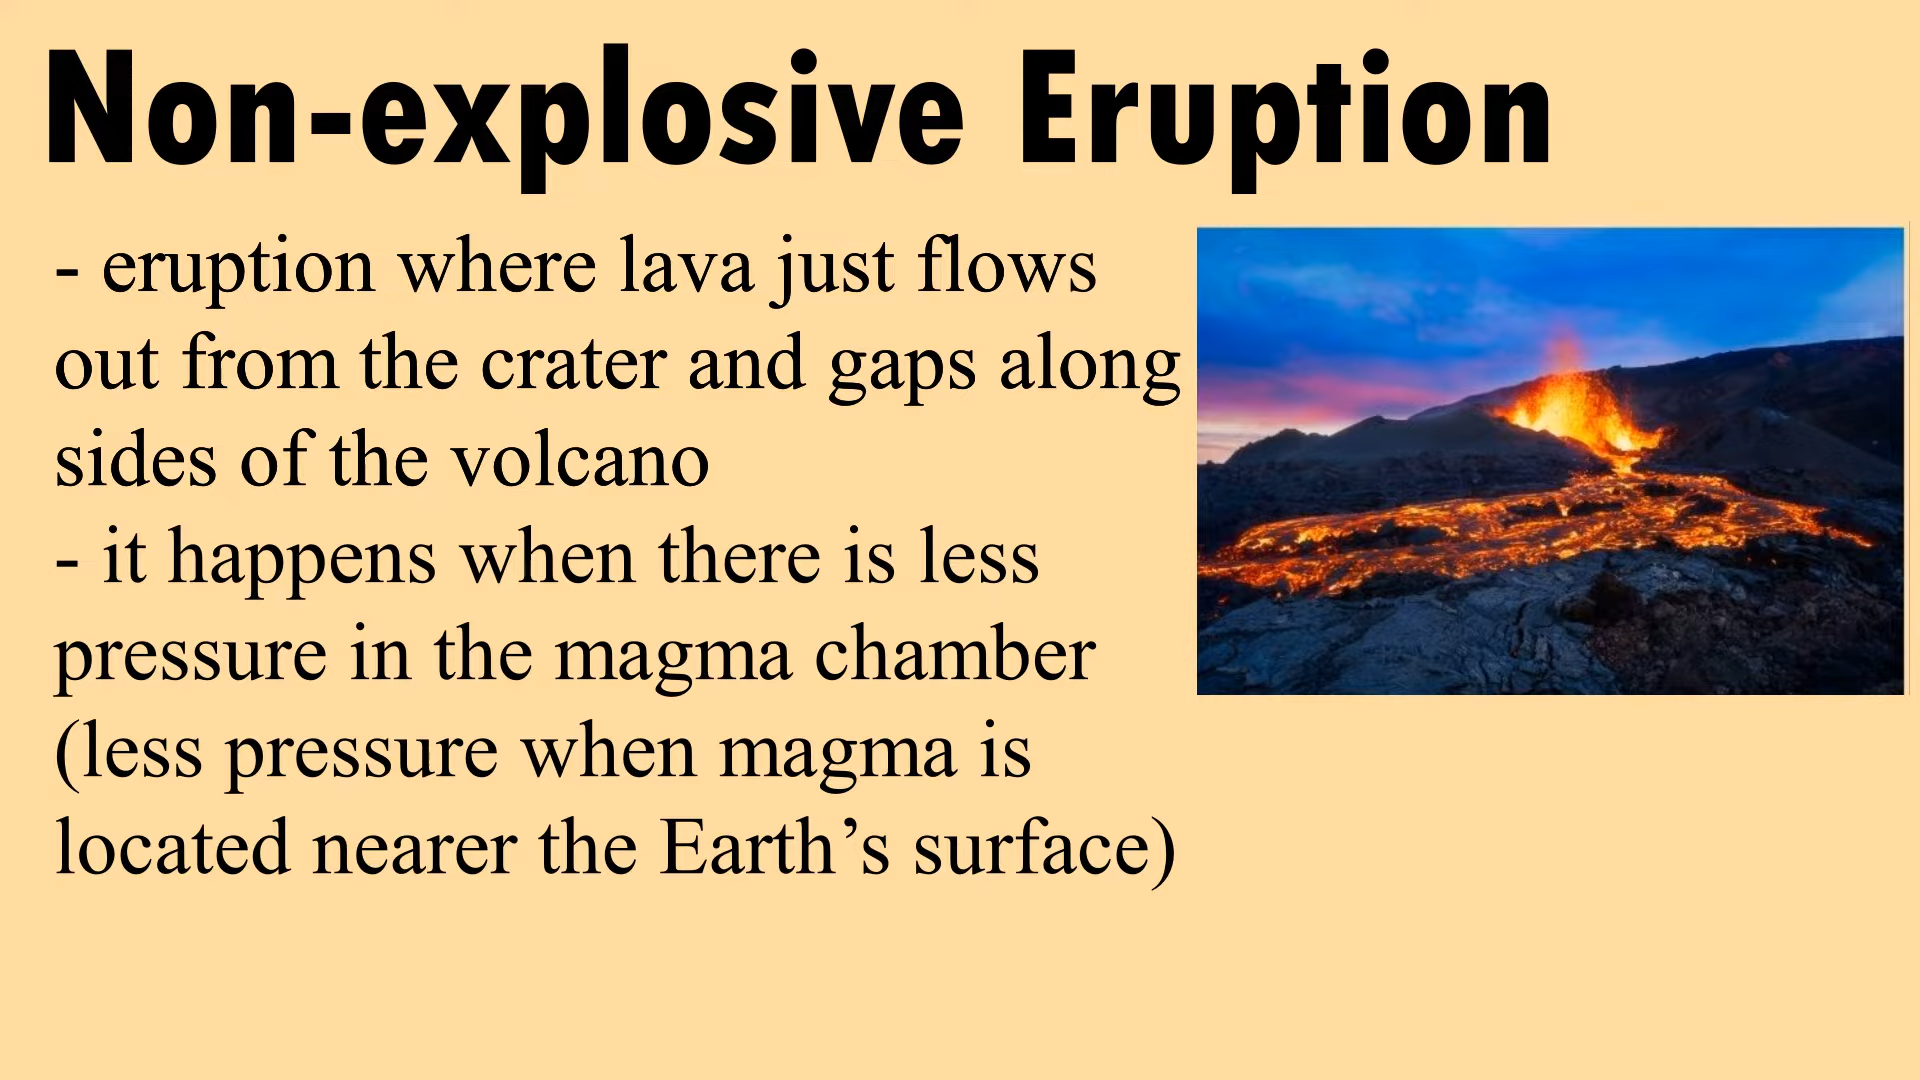 Non-explosive Eruption
- eruption where lava just flows
out from the crater and gaps along
sides of the volcano
- it happens when there is less
pressure in the magma chamber
(less pressure when magma is
located nearer the Earth’s surface)